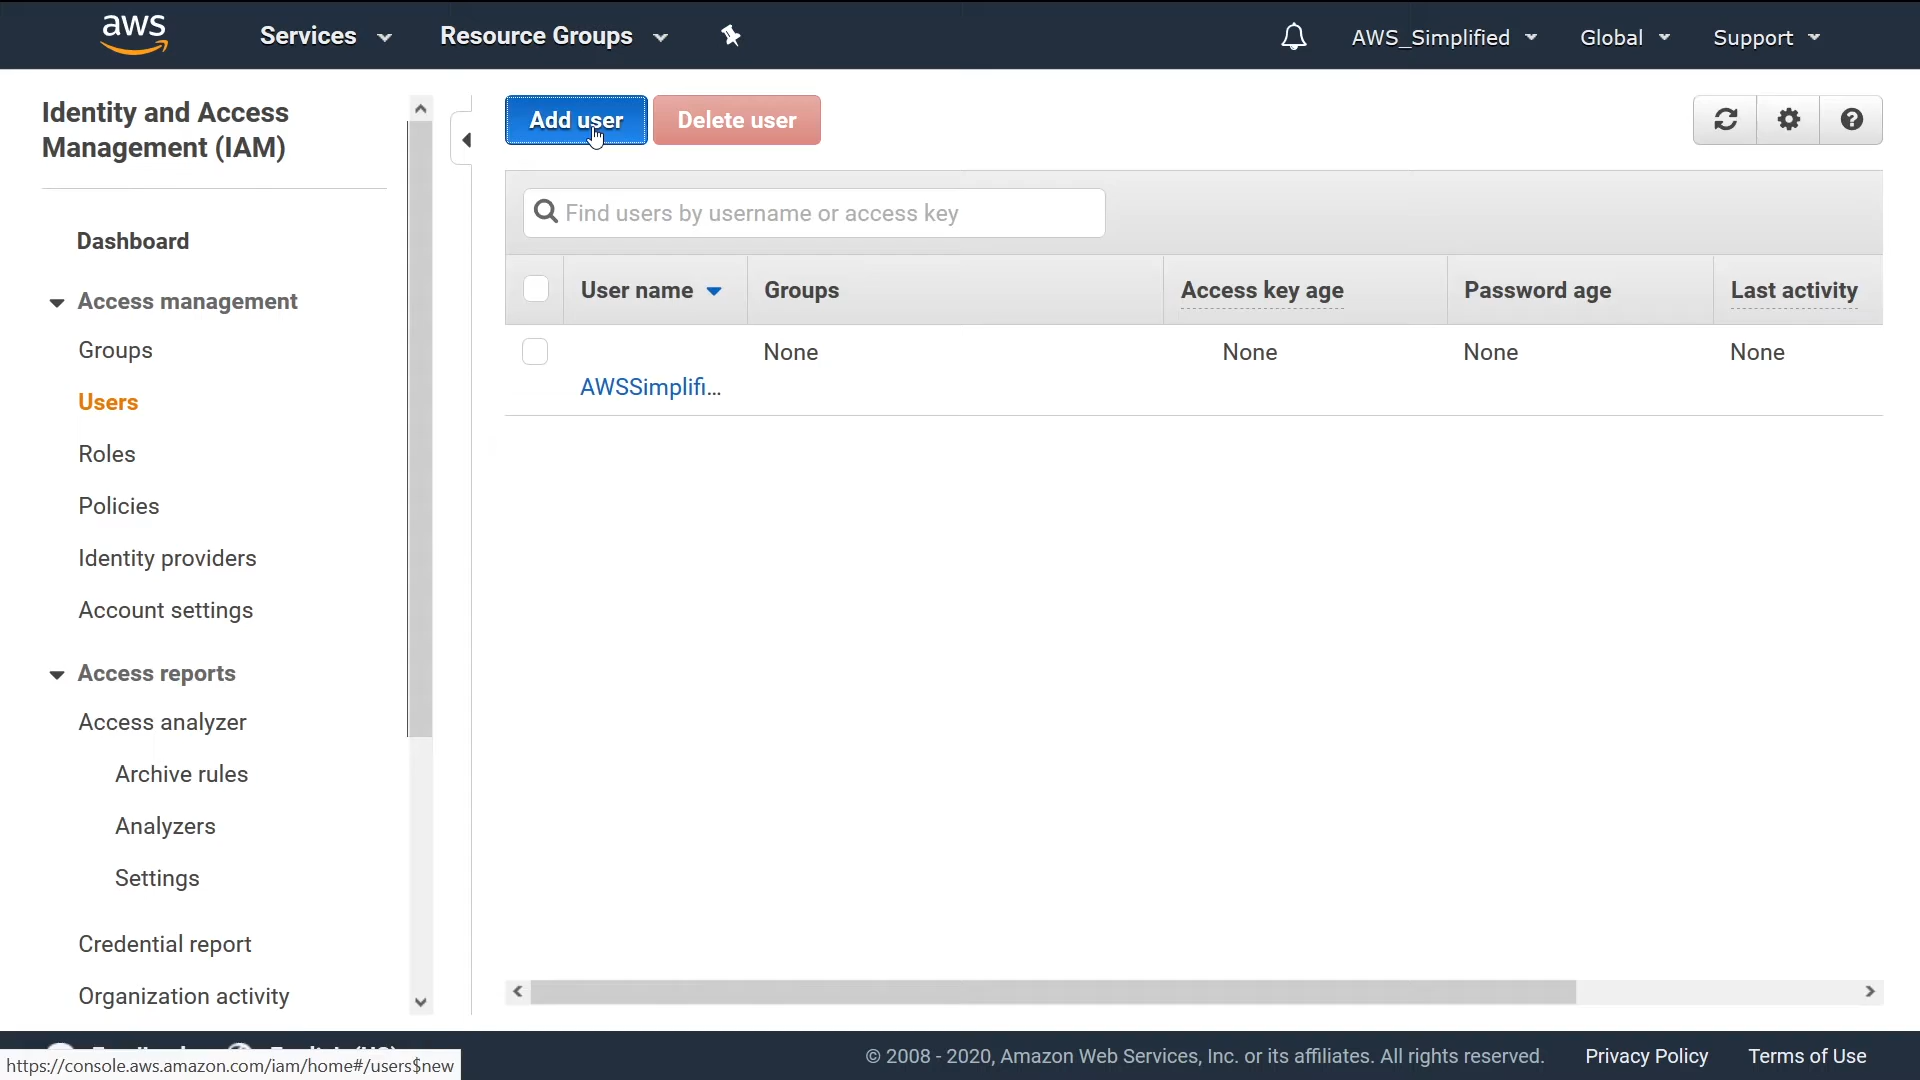 aws
Services
Resource Groups
AWS_Simplified
Global
Support
Identity and Access
Management (IAM)
Dashboard
Access management
Groups
Users
Roles
Policies
Identity providers
Account settings
Access reports
Access analyzer
Archive rules
Analyzers
Settings
Credential report
Organization activity
Add user
Delete user
Find users by username or access key
User name
Groups
Access key age
Password age
Last activity
None
None
None
None
AWSSimplifi...
https://console.aws.amazon.com/iam/home#/users$new
© 2008 - 2020, Amazon Web Services, Inc. or its affiliates. All rights reserved.
Privacy Policy
Terms of Use